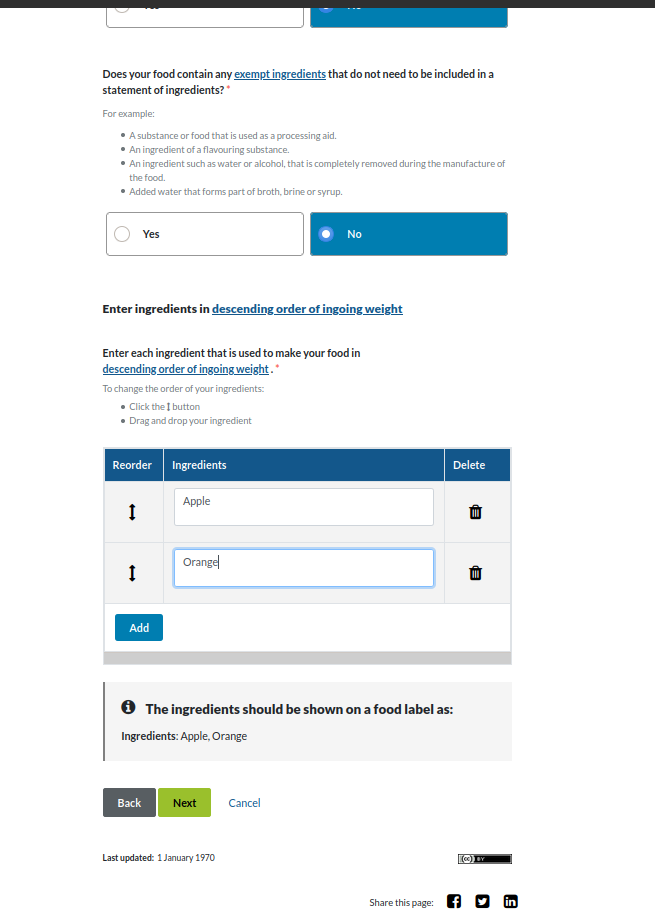 Does your food contain any exempt ingredients that do not need to be included in a
statement of ingredients? *
For example:
• A substance or food that is used as a processing aid.
• An ingredient of a flavouring substance.
• An ingredient such as water or alcohol, that is completely removed during the manufacture of
the food.
• Added water that forms part of broth, brine or syrup.
Yes No
Enter ingredients in descending order of ingoing weight
Enter each ingredient that is used to make your food in
descending order of ingoing weight . *
To change the order of your ingredients:
• Click the ↕ button
• Drag and drop your ingredient
Reorder Ingredients Delete
Apple
Orange
Add
The ingredients should be shown on a food label as:
Ingredients: Apple, Orange
Back Next Cancel
Last updated: 1 January 1970 (cc) BY
Share this page: